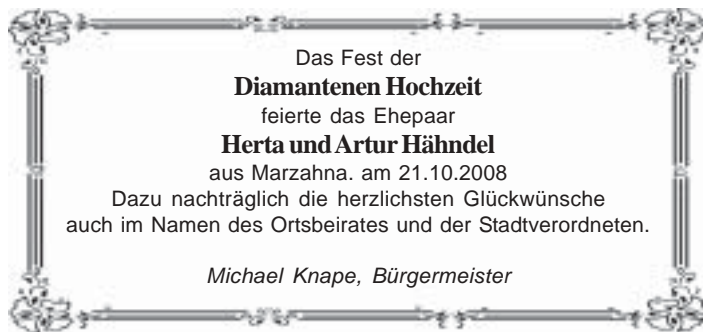 Das Fest der
Diamantenen Hochzeit
feierte das Ehepaar
Herta und Artur Hähndel
aus Marzahna. am 21.10.2008
Dazu nachträglich die herzlichsten Glückwünsche
auch im Namen des Ortsbeirates und der Stadtverordneten.
Michael Knape, Bürgermeister